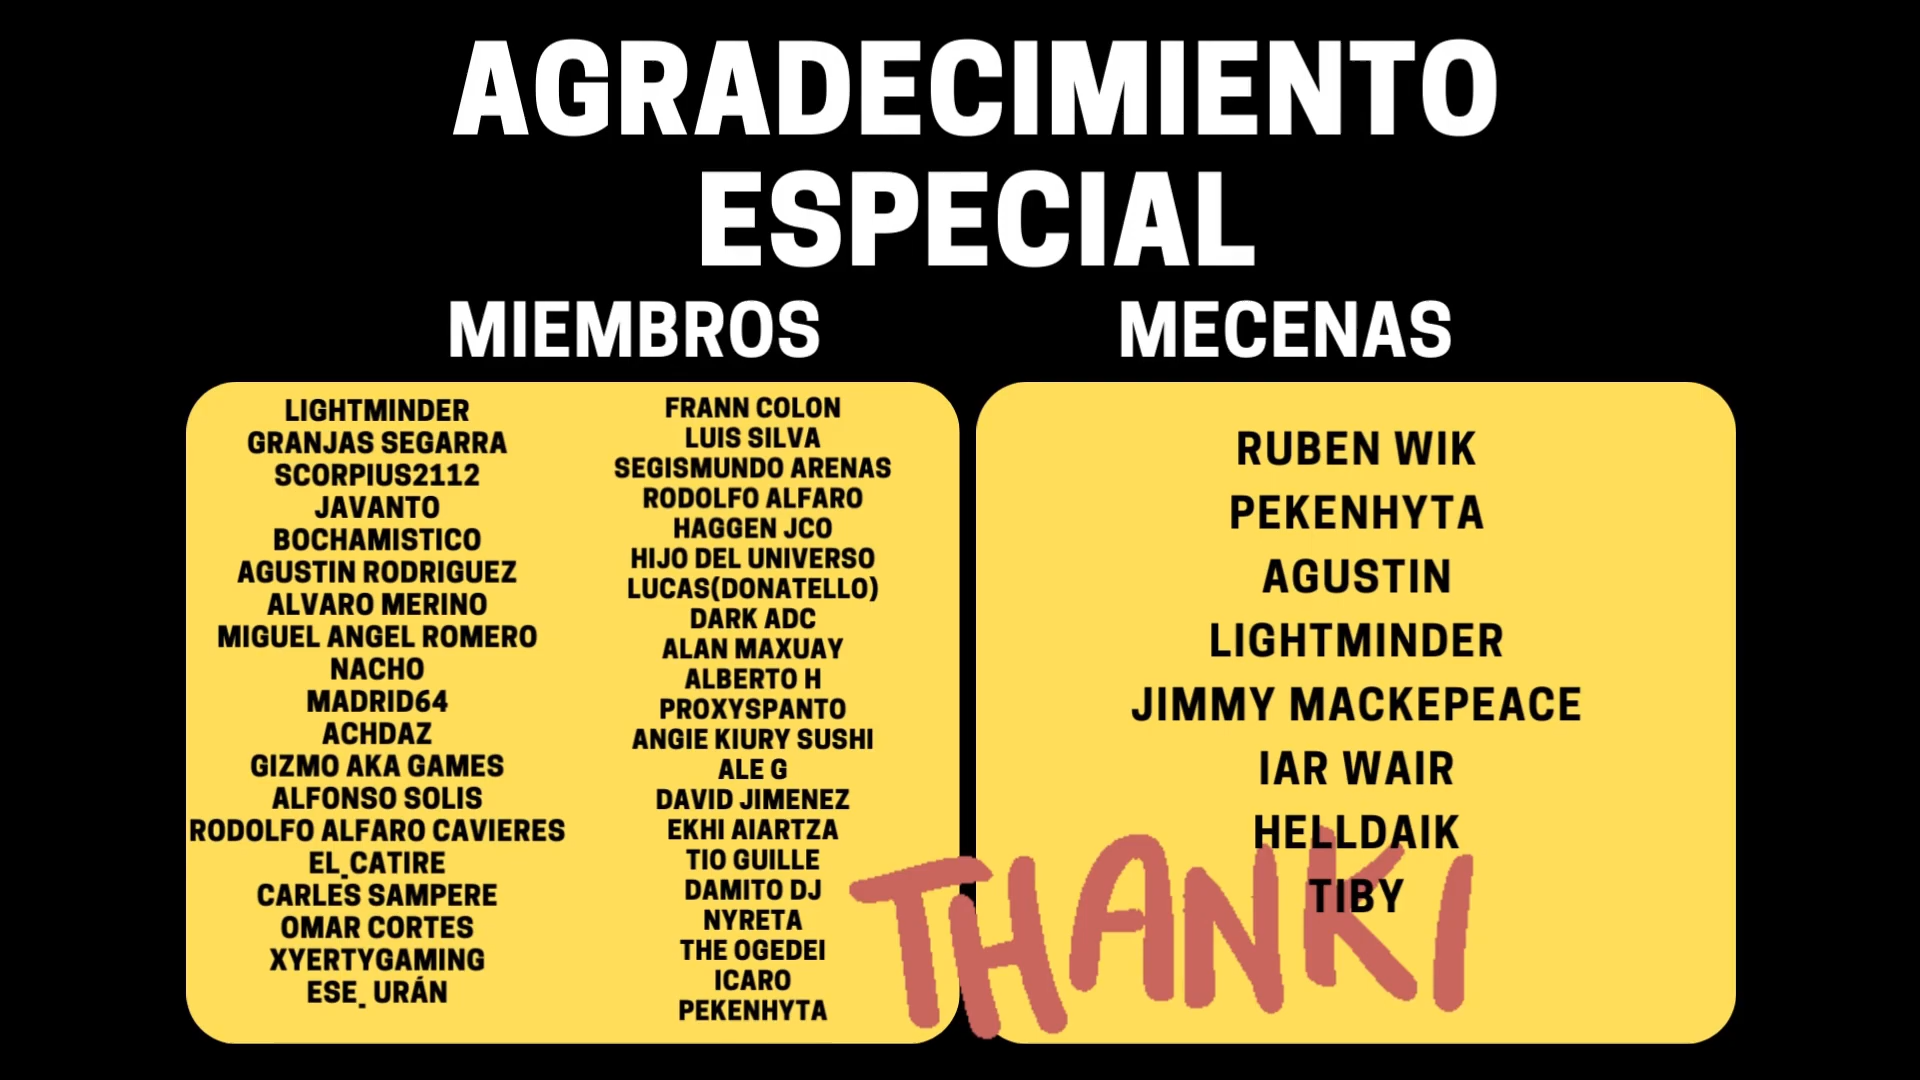 AGRADECIMIENTO
ESPECIAL
MIEMBROS
LIGHTMINDER
GRANJAS SEGARRA
SCORPIUS2112
JAVANTO
BOCHAMISTICO
AGUSTIN RODRIGUEZ
ALVARO MERINO
MIGUEL ANGEL ROMERO
NACHO
MADRID64
ACHDAZ
GIZMO AKA GAMES
ALFONSO SOLIS
RODOLFO ALFARO CAVIERES
EL_CATIRE
CARLES SAMPERE
OMAR CORTES
XYERTYGAMING
ESE_ URÁN
FRANN COLON
LUIS SILVA
SEGISMUNDO ARENAS
RODOLFO ALFARO
HAGGEN JCO
HIJO DEL UNIVERSO
LUCAS(DONATELLO)
DARK ADC
ALAN MAXUAY
ALBERTO H
PROXYSPANTO
ANGIE KIURY SUSHI
ALE G
DAVID JIMENEZ
EKHI AIARTZA
TIO GUILLE
DAMITO DJ
NYRETA
THE OGEDEI
ICARO
PEKENHYTA
MECENAS
RUBEN WIK
PEKENHYTA
AGUSTIN
LIGHTMINDER
JIMMY MACKEPEACE
IAR WAIR
HELLDAIK
TIBY
THANKI